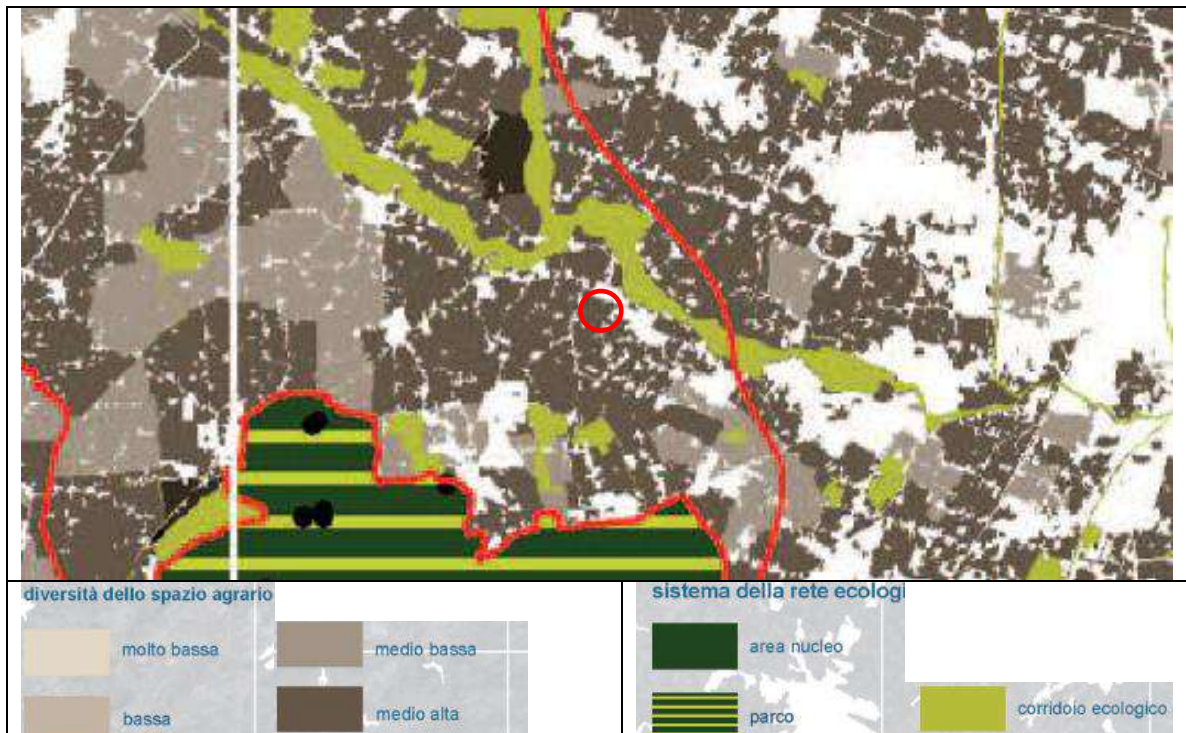 diversità dello spazio agrario
molto bassa
medio bassa
bassa
medio alta
sistema della rete ecologi
area nucleo
parco
corridoio ecologico